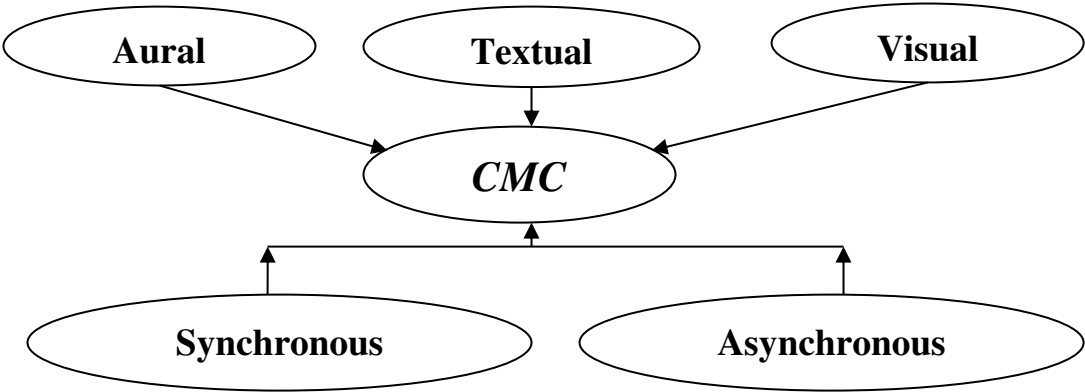 Aural
Textual
Visual
CMC
Synchronous
Asynchronous